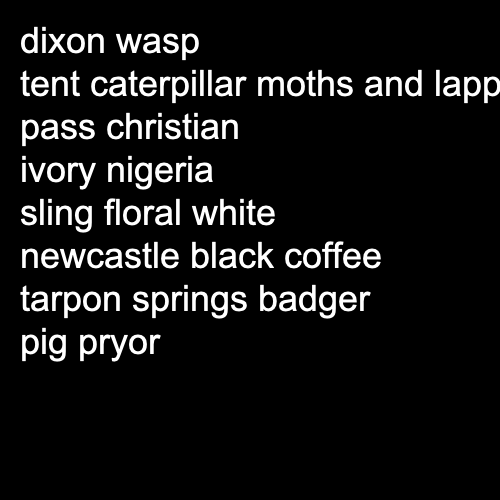 dixon wasp
tent caterpillar moths and lapp
pass christian
ivory nigeria
sling floral white
newcastle black coffee
tarpon springs badger
pig pryor